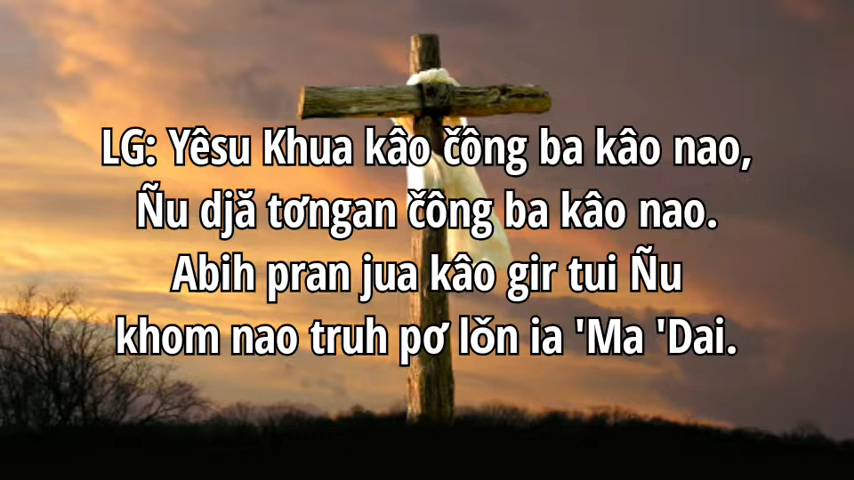 LG: Yêsu Khua kâo čông ba kâo nao,
Ñu djă tơngan čông ba kâo nao.
Abih pran jua kâo gir tui Ñu
khom nao truh pơ lŏn ia 'Ma 'Dai.